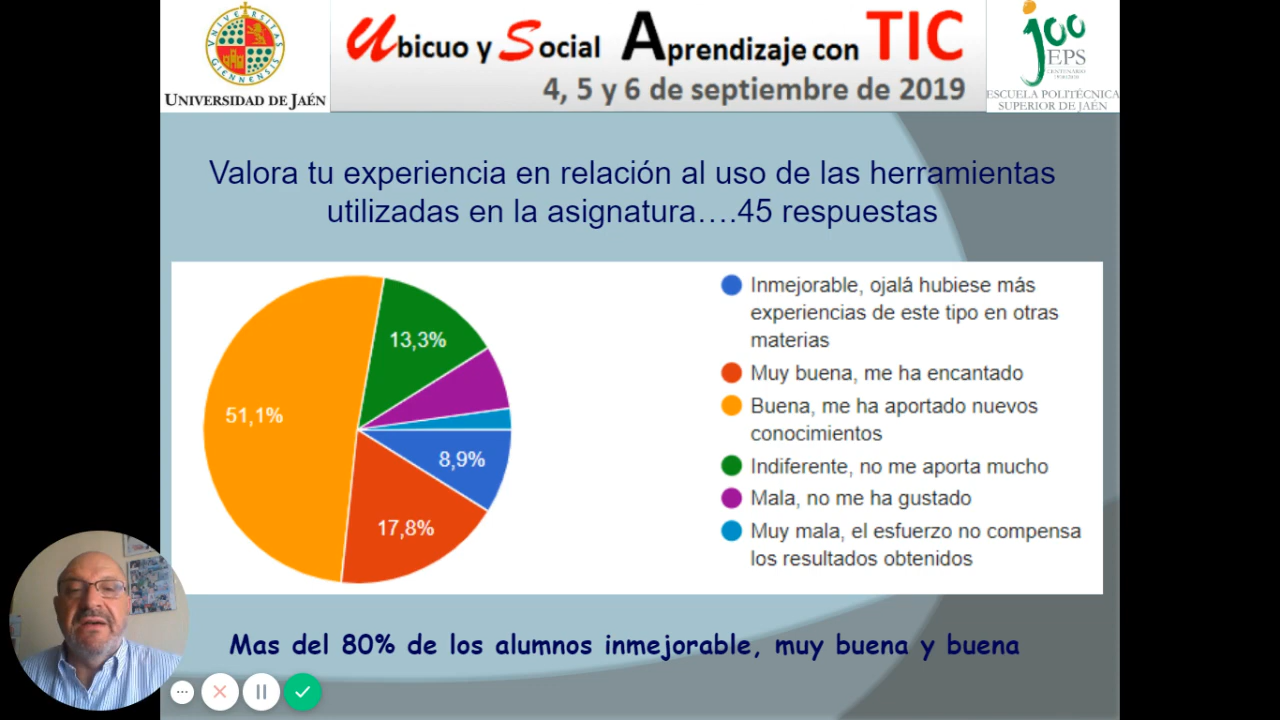 UNIVERSITAS GIENNENSIS
UNIVERSIDAD DE JAÉN
Ubicuo y Social Aprendizaje con TIC
4, 5 y 6 de septiembre de 2019
100
EPS
CENTENARIO
ESCUELA POLITÉCNICA
SUPERIOR DE JAÉN
Valora tu experiencia en relación al uso de las herramientas
utilizadas en la asignatura….45 respuestas
13,3%
51,1%
8,9%
17,8%
Inmejorable, ojalá hubiese más
experiencias de este tipo en otras
materias
Muy buena, me ha encantado
Buena, me ha aportado nuevos
conocimientos
Indiferente, no me aporta mucho
Mala, no me ha gustado
Muy mala, el esfuerzo no compensa
los resultados obtenidos
Mas del 80% de los alumnos inmejorable, muy buena y buena